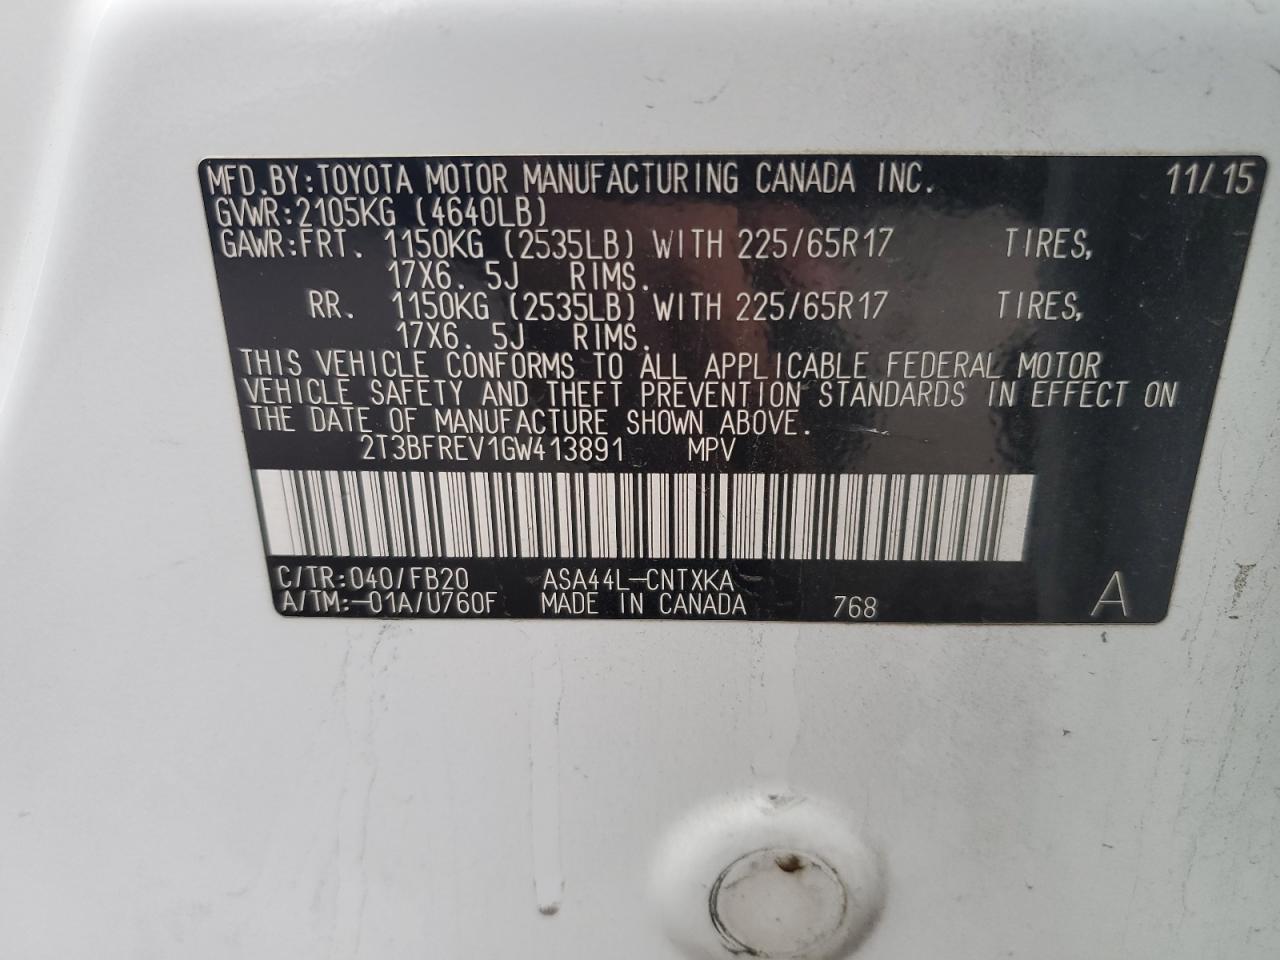 MFD.BY:TOYOTA MOTOR MANUFACTURING CANADA INC. 11/15
GVWR:2105KG (4640LB)
GAWR:FRT. 1150KG (2535LB) WITH 225/65R17 TIRES,
17X6.5J RIMS.
RR. 1150KG (2535LB) WITH 225/65R17 TIRES,
17X6.5J RIMS.
THIS VEHICLE CONFORMS TO ALL APPLICABLE FEDERAL MOTOR
VEHICLE SAFETY AND THEFT PREVENTION STANDARDS IN EFFECT ON
THE DATE OF MANUFACTURE SHOWN ABOVE.
2T3BFREV1GW413891 MPV
C/TR:040/FB20 ASA44L-CNTXKA
A/TM:-01A/U760F MADE IN CANADA 768 A